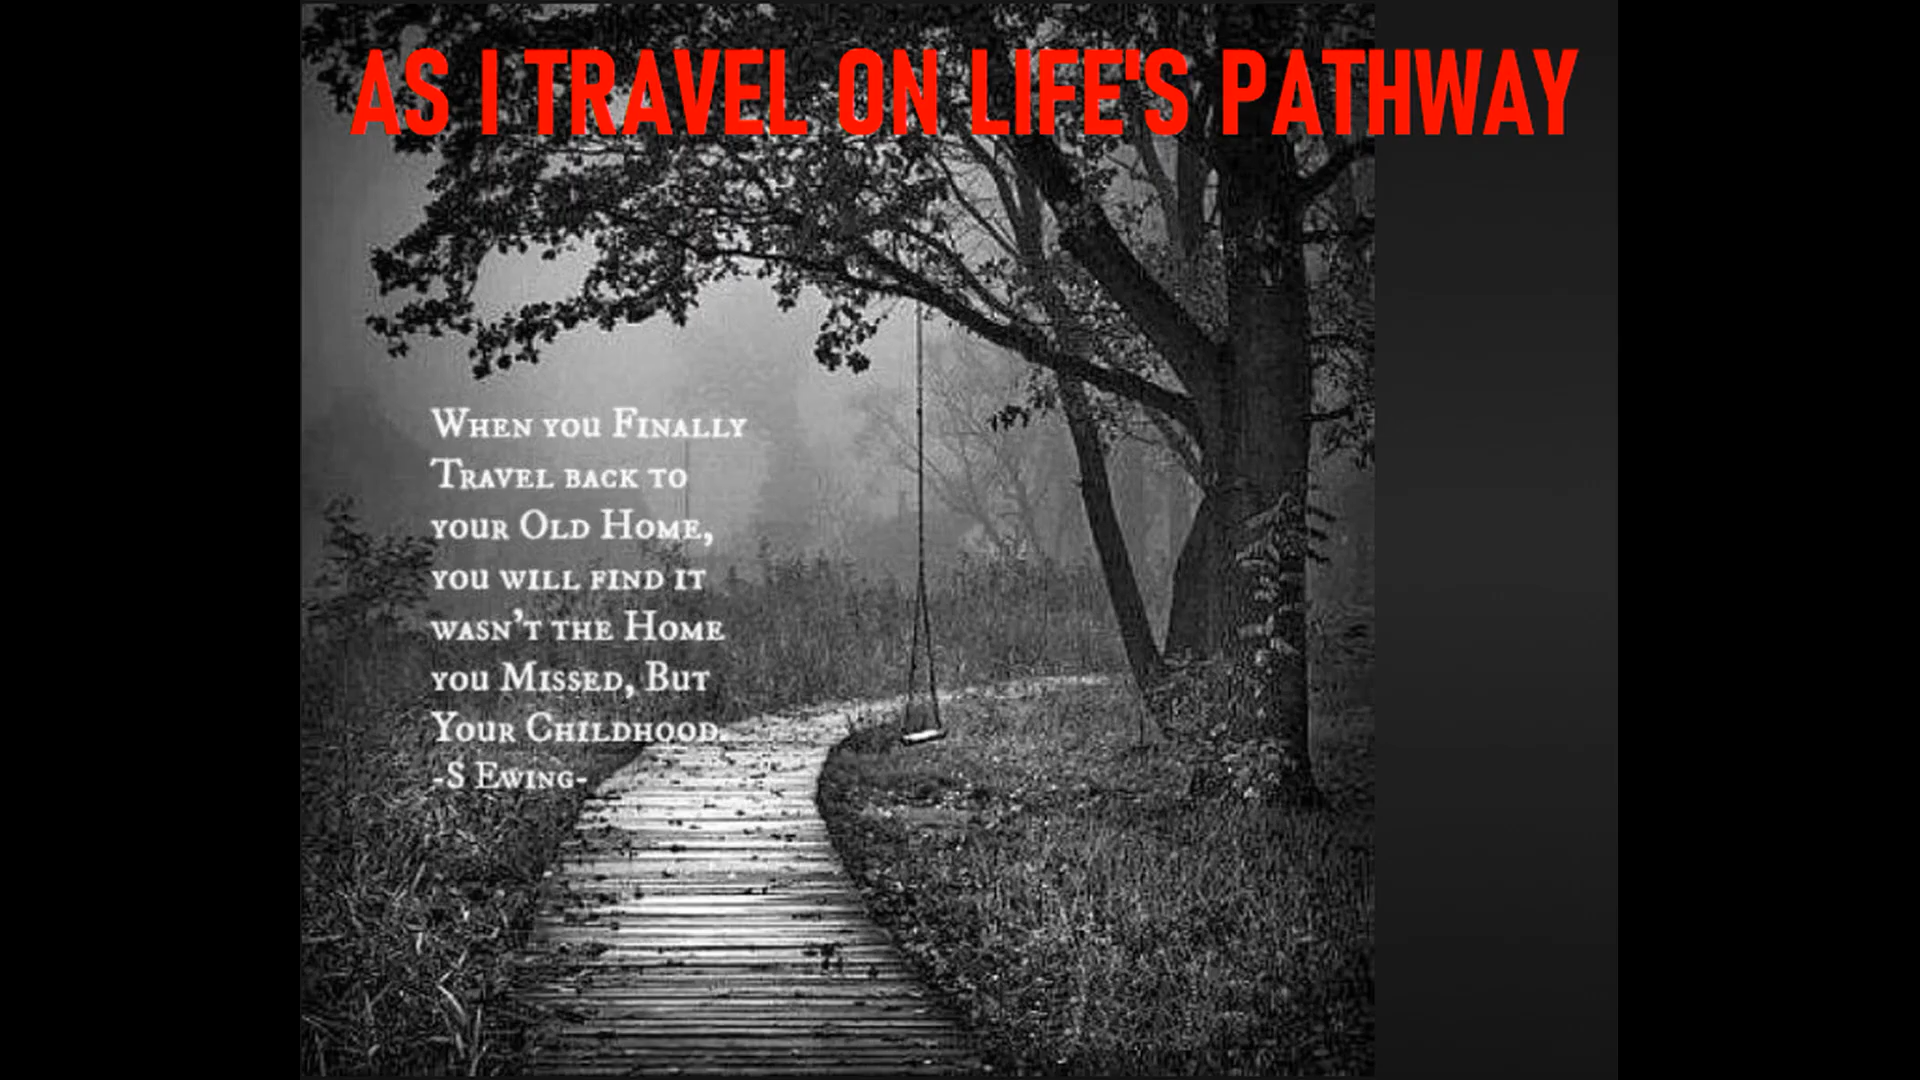 AS I TRAVEL ON LIFE'S PATHWAY
When you Finally
Travel back to
your Old Home,
you will find it
wasn't the Home
you Missed, But
Your Childhood.
-S Ewing-